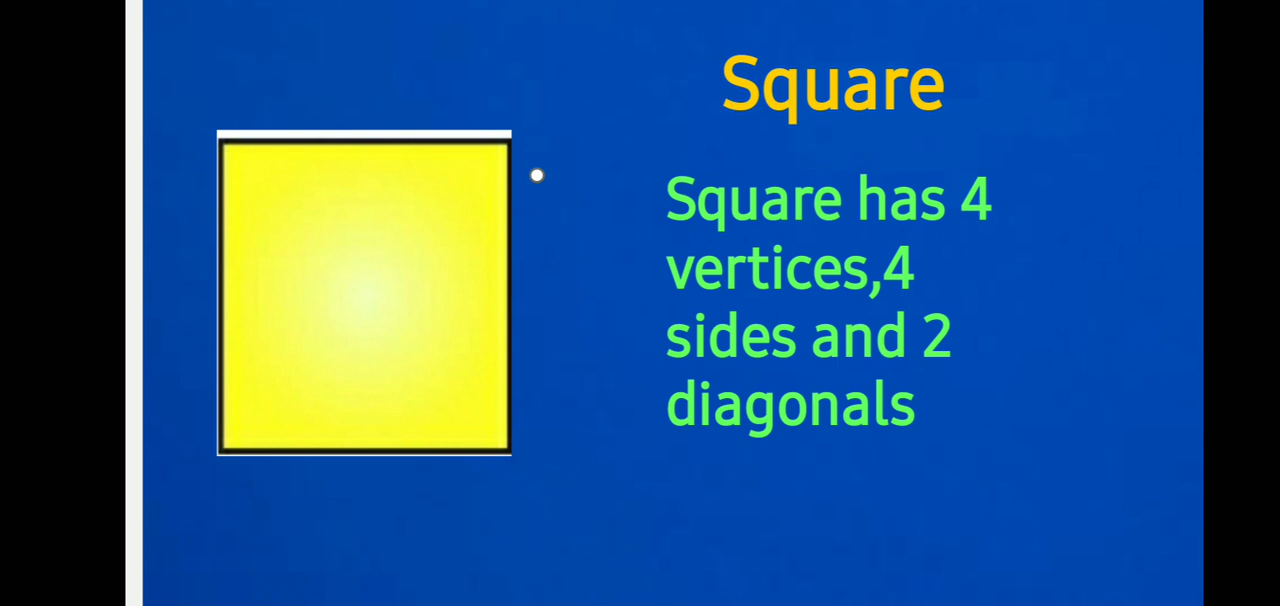 Square
Square has 4
vertices,4
sides and 2
diagonals